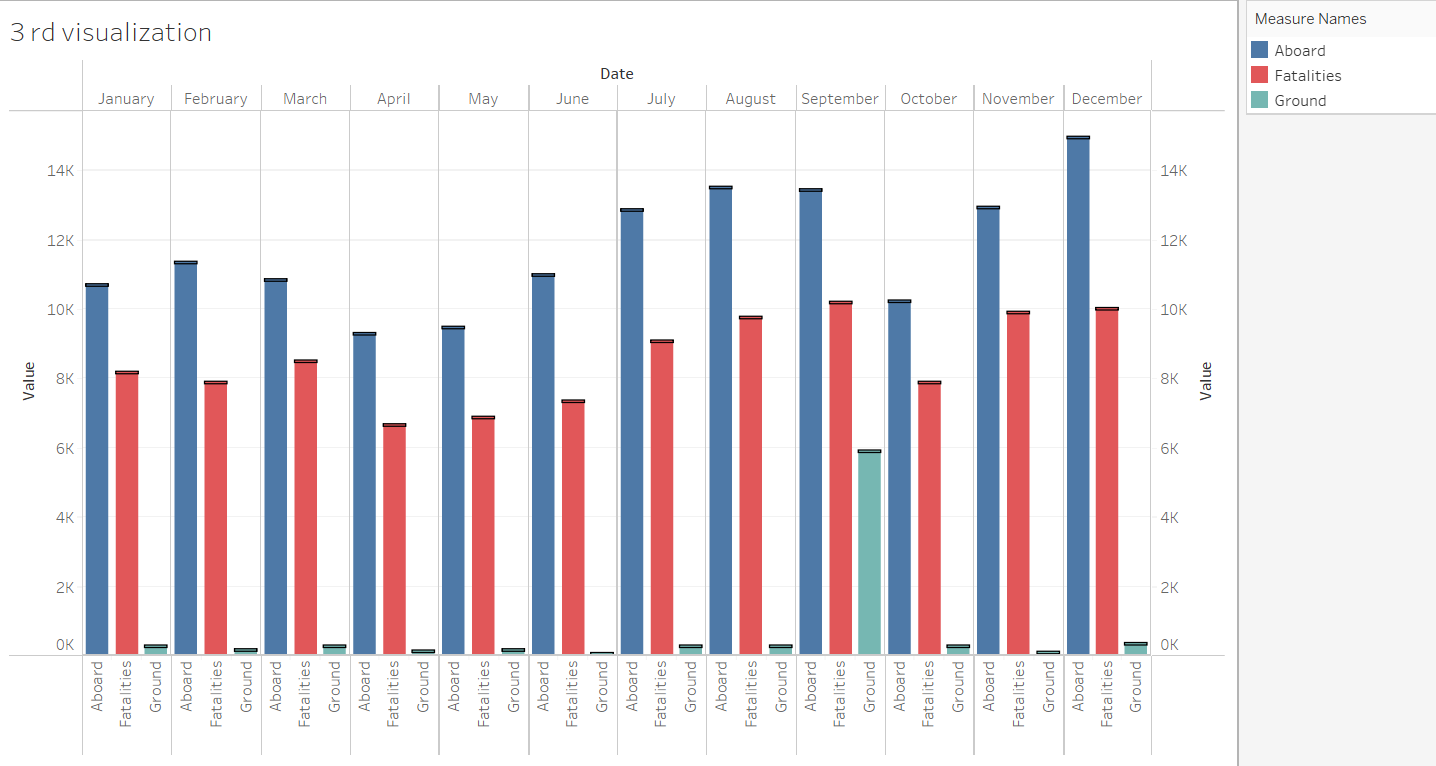 3 rd visualization
Measure Names
Aboard
Fatalities
Ground
Date
January February March April May June July August September October November December
14K 14K
12K 12K
10K 10K
8K 8K
Value Value
6K 6K
4K 4K
2K 2K
0K 0K
Aboard Fatalities Ground Aboard Fatalities Ground Aboard Fatalities Ground Aboard Fatalities Ground Aboard Fatalities Ground Aboard Fatalities Ground Aboard Fatalities Ground Aboard Fatalities Ground Aboard Fatalities Ground Aboard Fatalities Ground Aboard Fatalities Ground Aboard Fatalities Ground